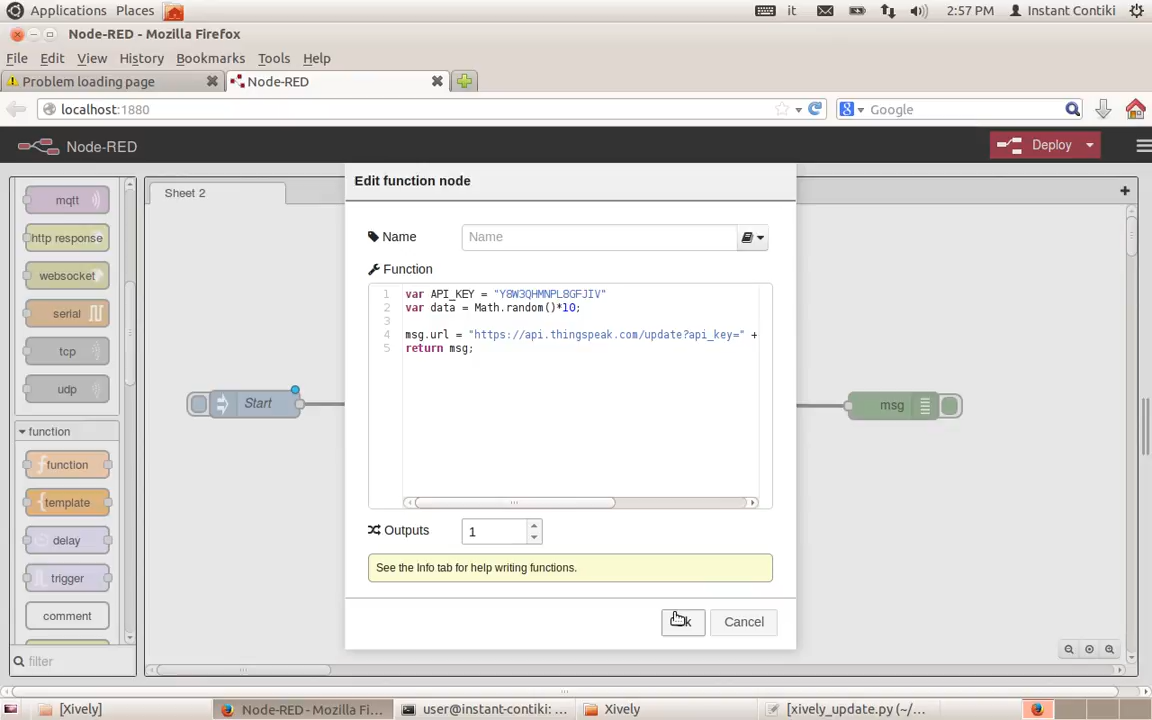 Applications Places it 2:57 PM Instant Contiki
Node-RED - Mozilla Firefox
File Edit View History Bookmarks Tools Help
Problem loading page Node-RED
localhost:1880 Google
Node-RED Deploy
Edit function node
Sheet 2
mqtt
http response
websocket
serial
tcp
udp
function
function
template
delay
trigger
comment
filter
Start
msg
Name Name
Function
1 var API_KEY = "Y8W3QHMNPL8GFJIV"
2 var data = Math.random()*10;
3
4 msg.url = "https://api.thingspeak.com/update?api_key=" +
5 return msg;
Outputs 1
See the Info tab for help writing functions.
Cancel
[Xively] Node-RED - Mozilla Fi... user@instant-contiki: ... Xively [xively_update.py (~/...